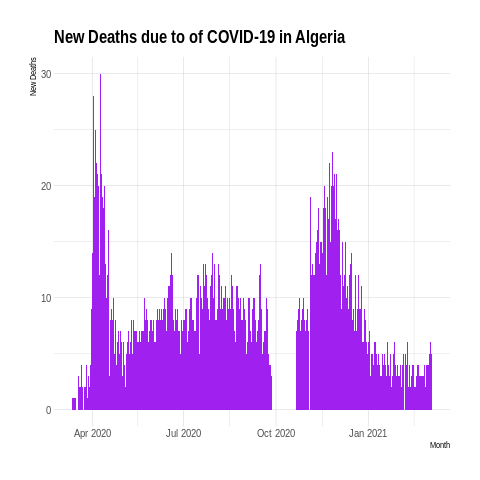 New Deaths due to of COVID-19 in Algeria
New Deaths
30
20
10
0
Apr 2020
Jul 2020
Oct 2020
Jan 2021
Month